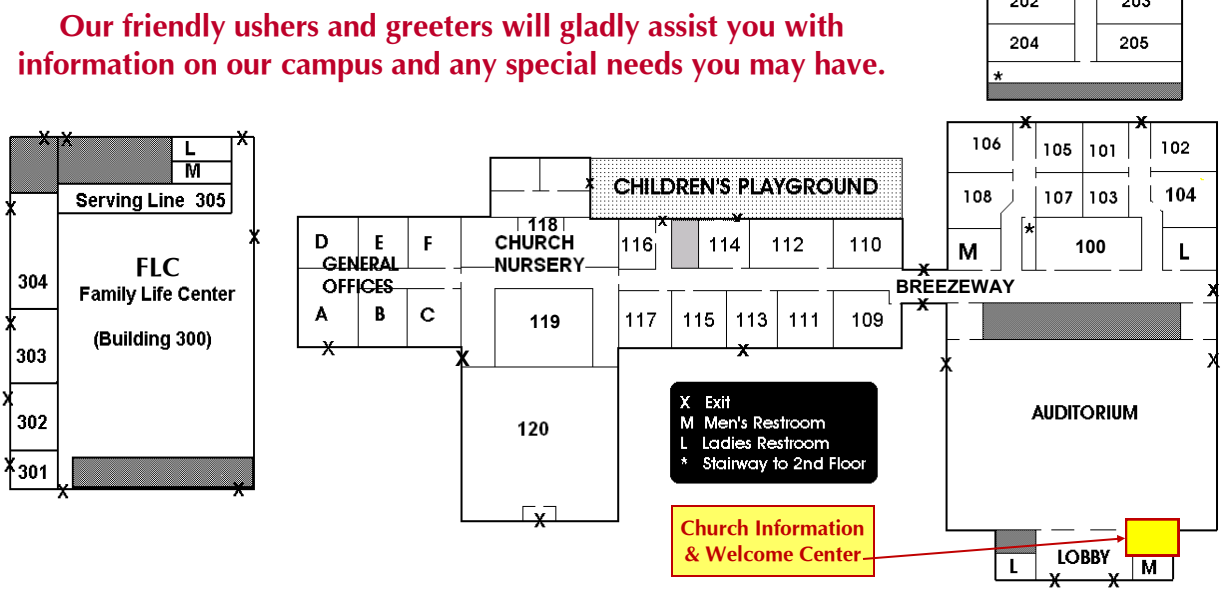 Our friendly ushers and greeters will gladly assist you with
information on our campus and any special needs you may have.
202 203
204 205
*
X X X
L
M
Serving Line 305
X
X
304
FLC
Family Life Center
(Building 300)
X
303
X
302
X
301
X X
CHILDREN'S PLAYGROUND
X
D E F
GENERAL
OFFICES
A B C
X
118
CHURCH
NURSERY
119
X
120
X
116 X 114 X 112 110
117 115 113 111 109
X
X
BREEZEWAY
X
X X
106 105 101 102
108 107 103 104
M * 100 L
X
X X
AUDITORIUM
X Exit
M Men's Restroom
L Ladies Restroom
* Stairway to 2nd Floor
Church Information
& Welcome Center
LOBBY
L M
X X